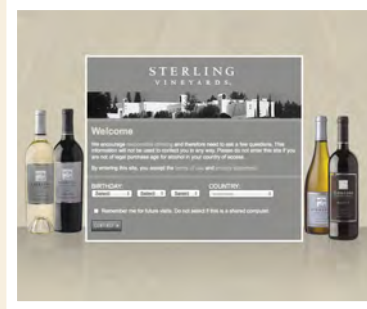 STERLING
VINEYARDS
Welcome
We encourage responsible drinking and therefore need to ask a few questions. This
information will not be used to contact you in any way. Please do not enter this site if you
are not of legal purchase age for alcohol in your country of access.
By entering this site, you accept the terms of use and privacy
BIRTHDAY:
COUNTRY:
Select
Select
Select
Remember me for future visits. Do not select if this is a shared computer.